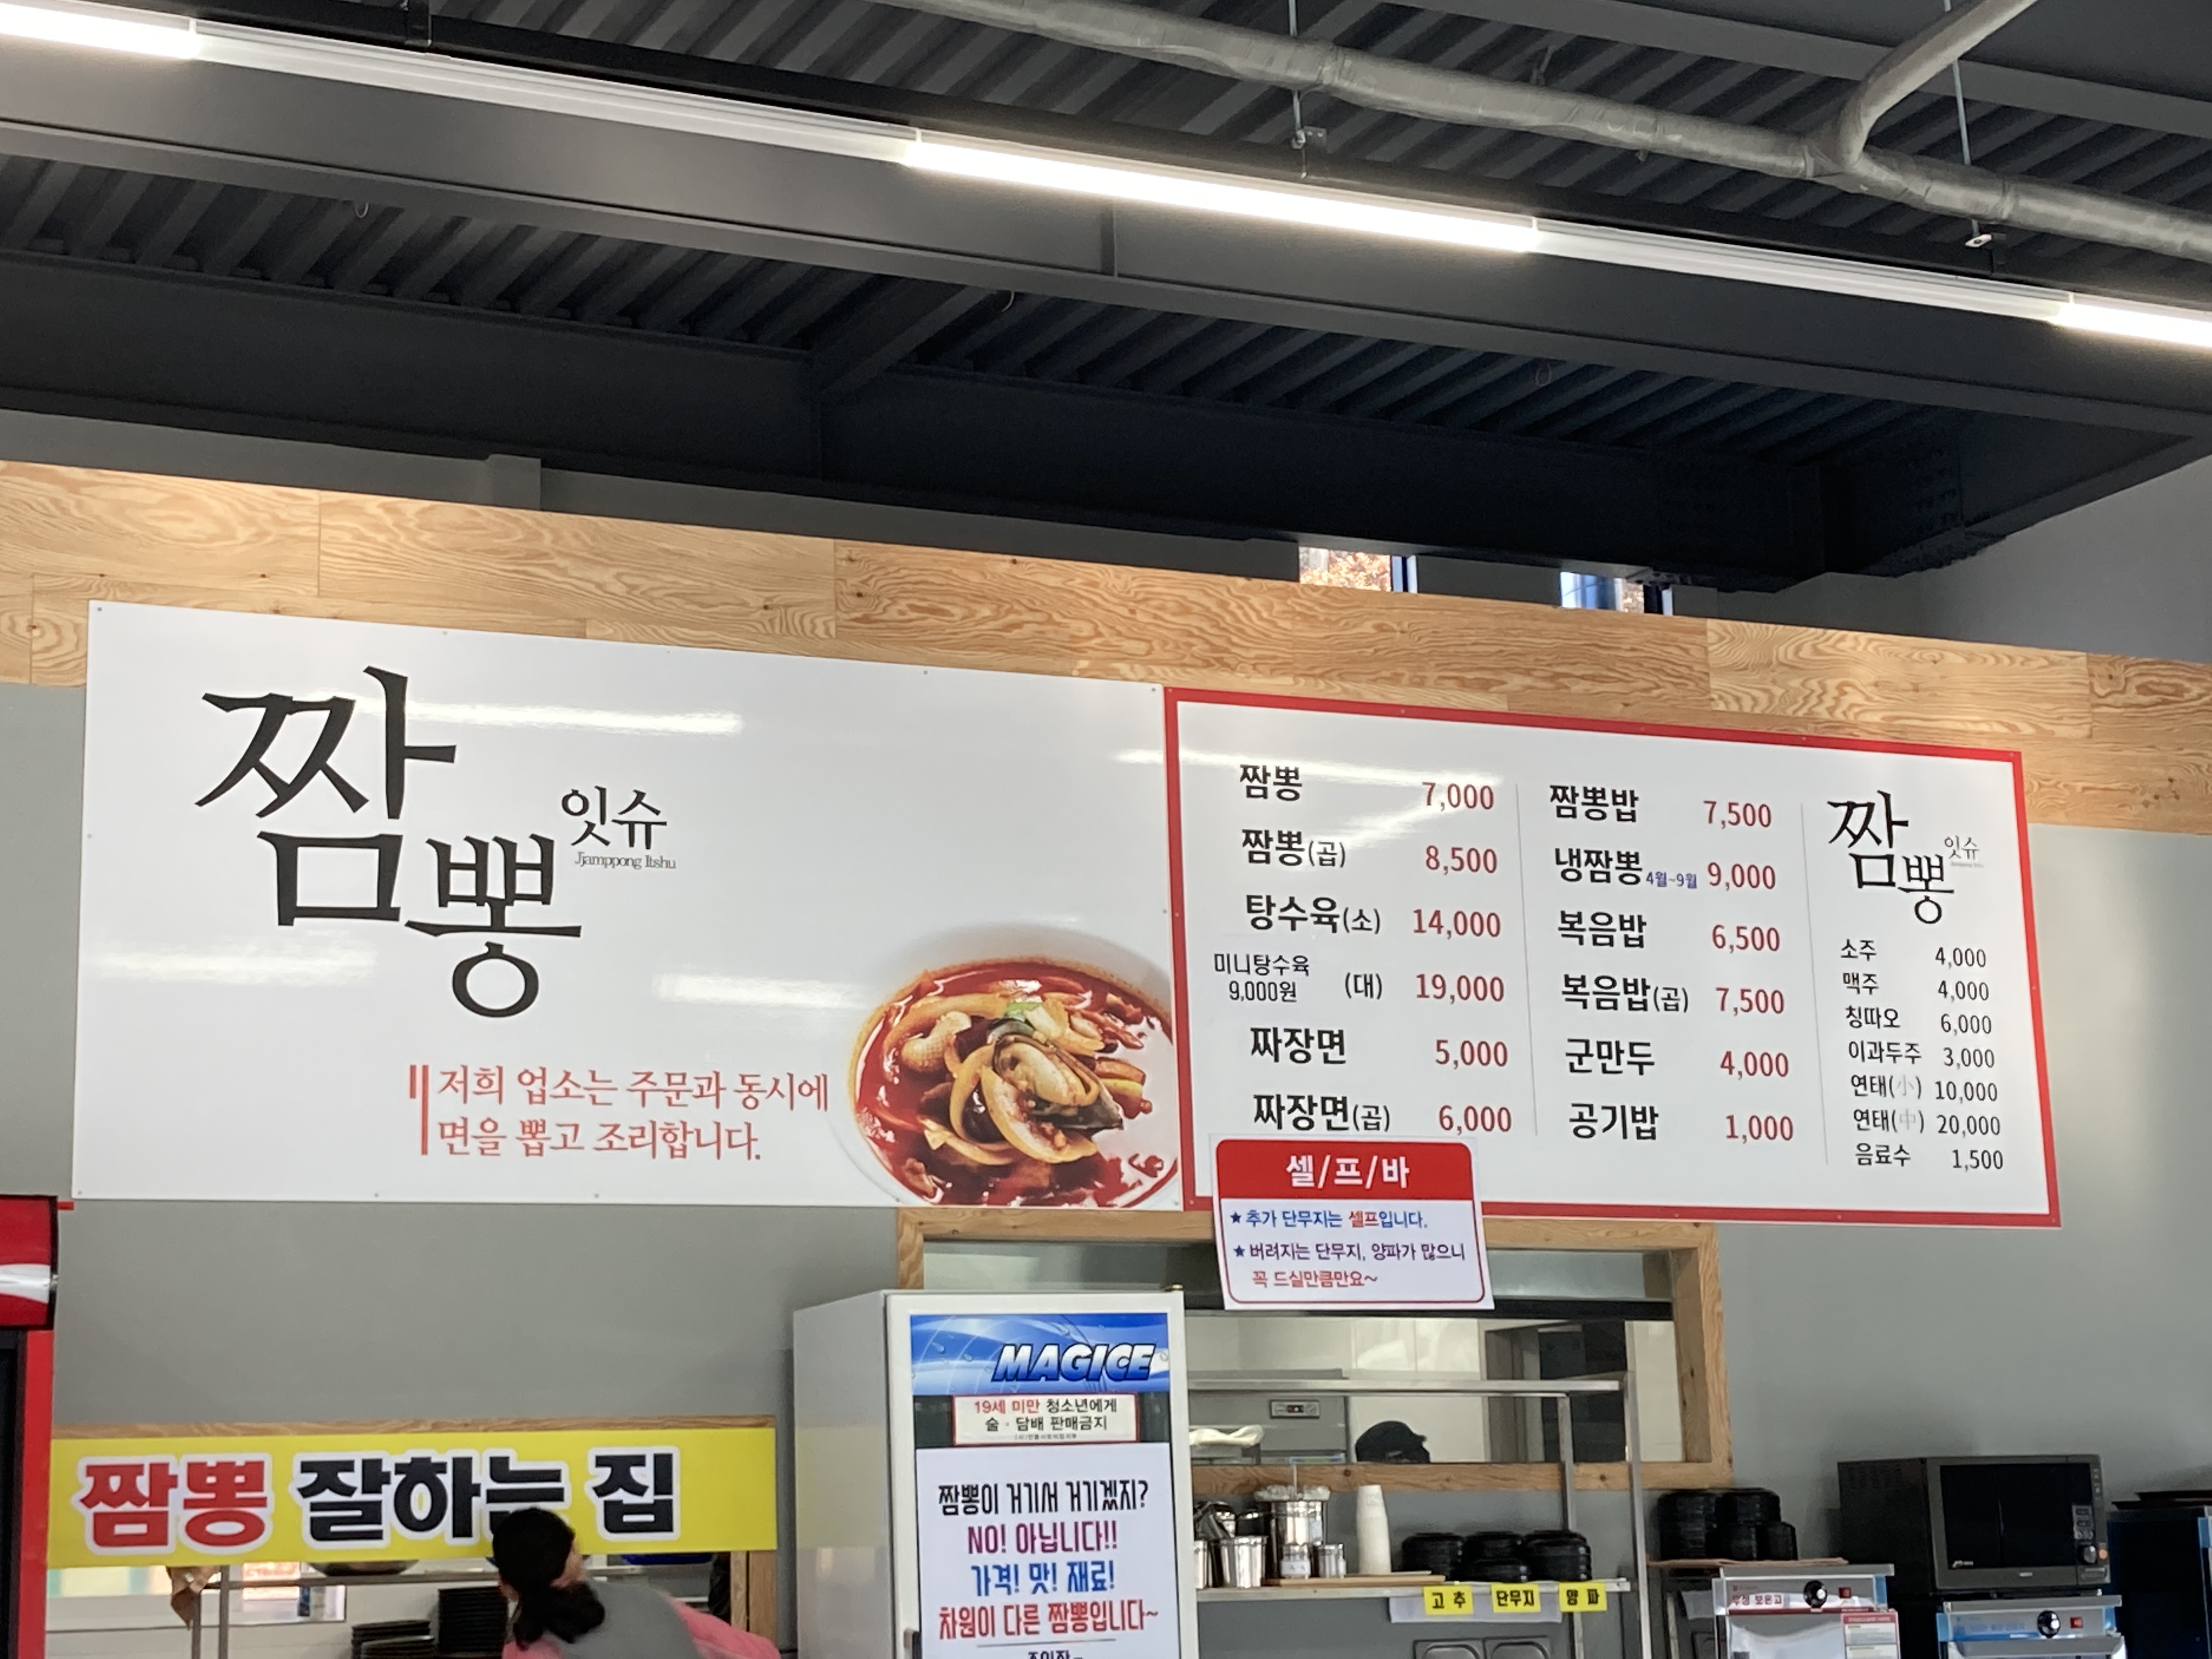 짬뽕
잇슈
Jjamppong Itshu
저희 업소는 주문과 동시에
면을 뽑고 조리합니다.
짬뽕 7,000
짬뽕(곱) 8,500
탕수육(소) 14,000
미니탕수육
9,000원
(대) 19,000
짜장면 5,000
짜장면(곱) 6,000
짬뽕밥 7,500
냉짬뽕 4월~9월 9,000
볶음밥 6,500
볶음밥(곱) 7,500
군만두 4,000
공기밥 1,000
짬뽕
잇슈
소주 4,000
맥주 4,000
칭따오 6,000
이과두주 3,000
연태(小) 10,000
연태(中) 20,000
음료수 1,500
셀/프/바
★ 추가 단무지는 셀프입니다.
★ 버려지는 단무지, 양파가 많으니
꼭 드실만큼만요~
MAGICE
19세 미만 청소년에게
술·담배 판매금지
짬뽕이 거기서 거기겠지?
NO! 아닙니다!!
가격! 맛! 재료!
차원이 다른 짬뽕입니다~
짬뽕 잘하는 집
고추
단무지
양파